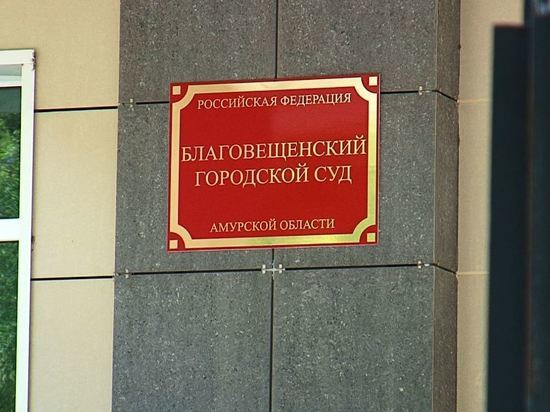 РОССИЙСКАЯ ФЕДЕРАЦИЯ
БЛАГОВЕЩЕНСКИЙ
ГОРОДСКОЙ СУД
АМУРСКОЙ ОБЛАСТИ